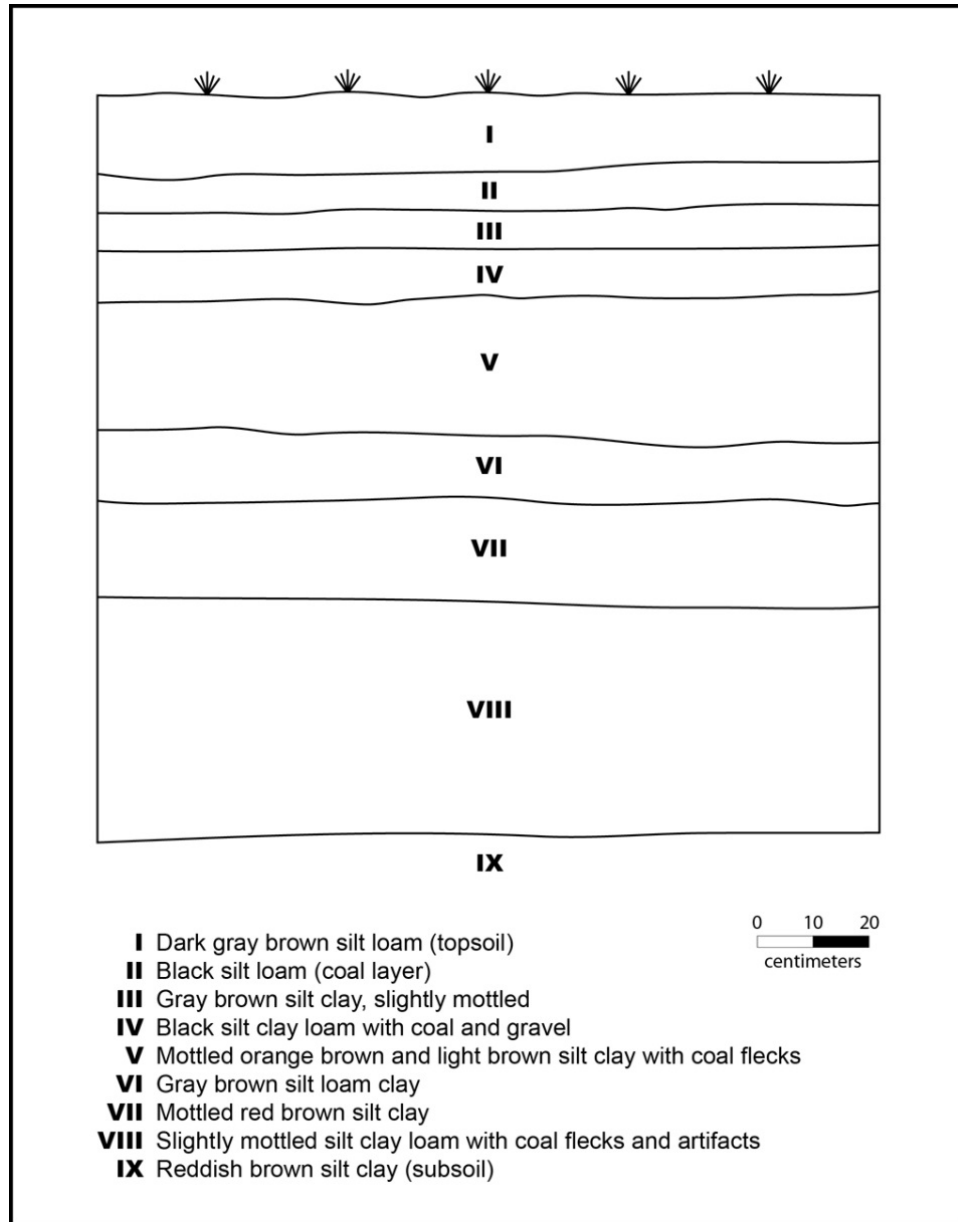 I
II
III
IV
V
VI
VII
VIII
IX
0 10 20
centimeters
I Dark gray brown silt loam (topsoil)
II Black silt loam (coal layer)
III Gray brown silt clay, slightly mottled
IV Black silt clay loam with coal and gravel
V Mottled orange brown and light brown silt clay with coal flecks
VI Gray brown silt loam clay
VII Mottled red brown silt clay
VIII Slightly mottled silt clay loam with coal flecks and artifacts
IX Reddish brown silt clay (subsoil)